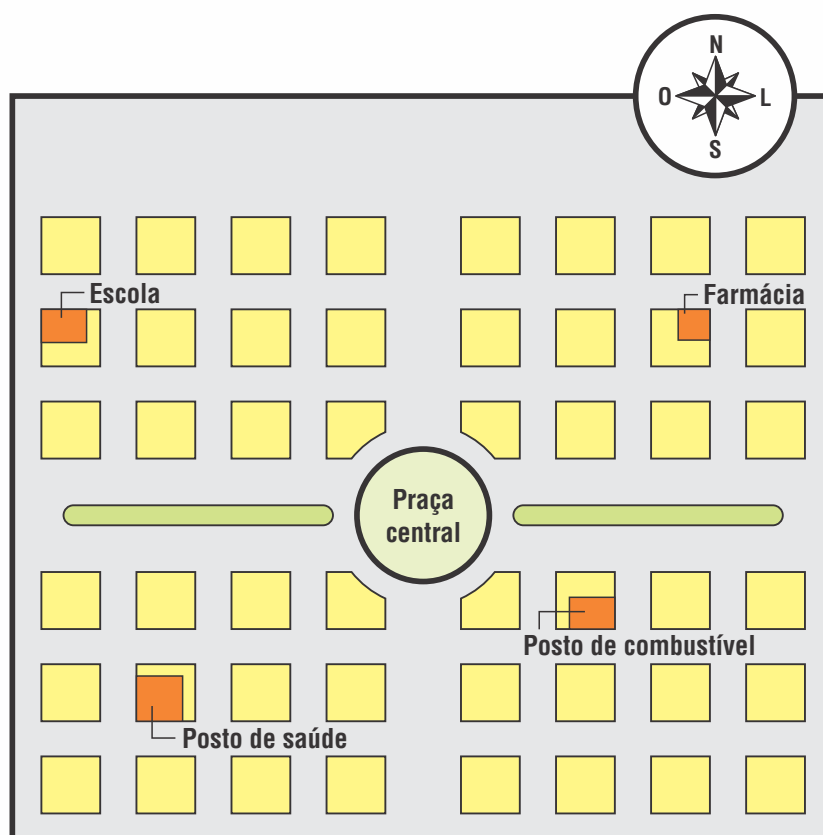 N
O
L
S
Escola
Farmácia
Praça
central
Posto de combustível
Posto de saúde